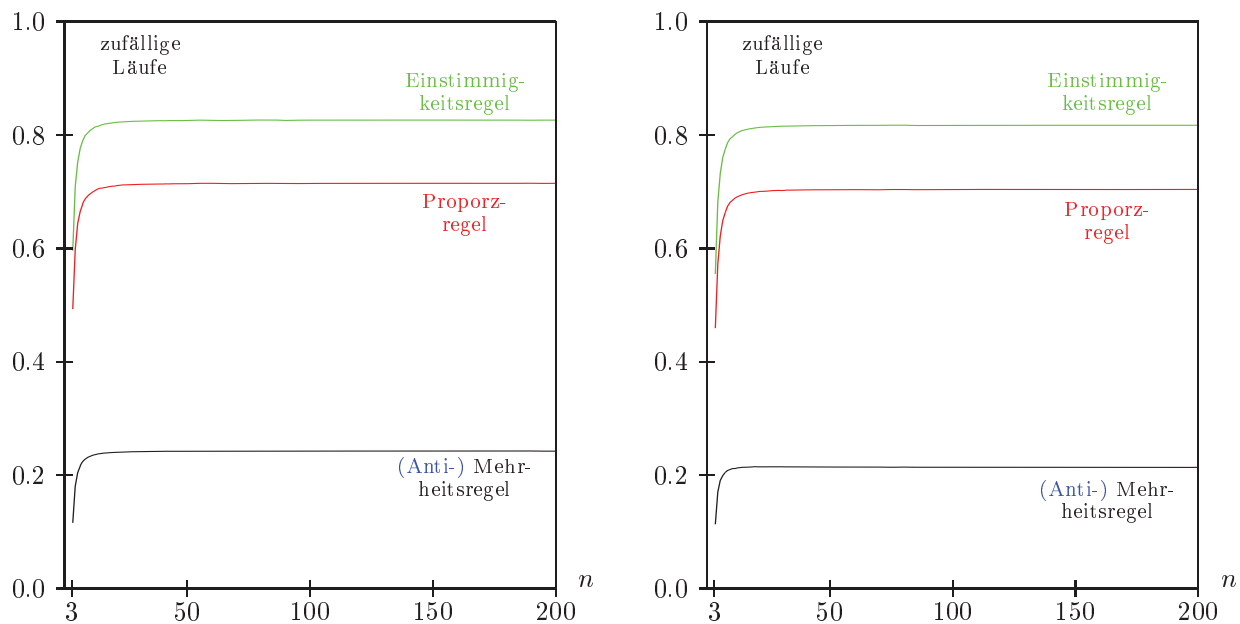 1.0
zufällige
Läufe
Einstimmig-
keitsregel
0.8
Proporz-
regel
0.6
0.4
(Anti-) Mehr-
heitsregel
0.2
0.0
3 50 100 150 200
n
1.0
zufällige
Läufe
Einstimmig-
keitsregel
0.8
Proporz-
regel
0.6
0.4
0.2
(Anti-) Mehr-
heitsregel
0.0
3 50 100 150 200
n